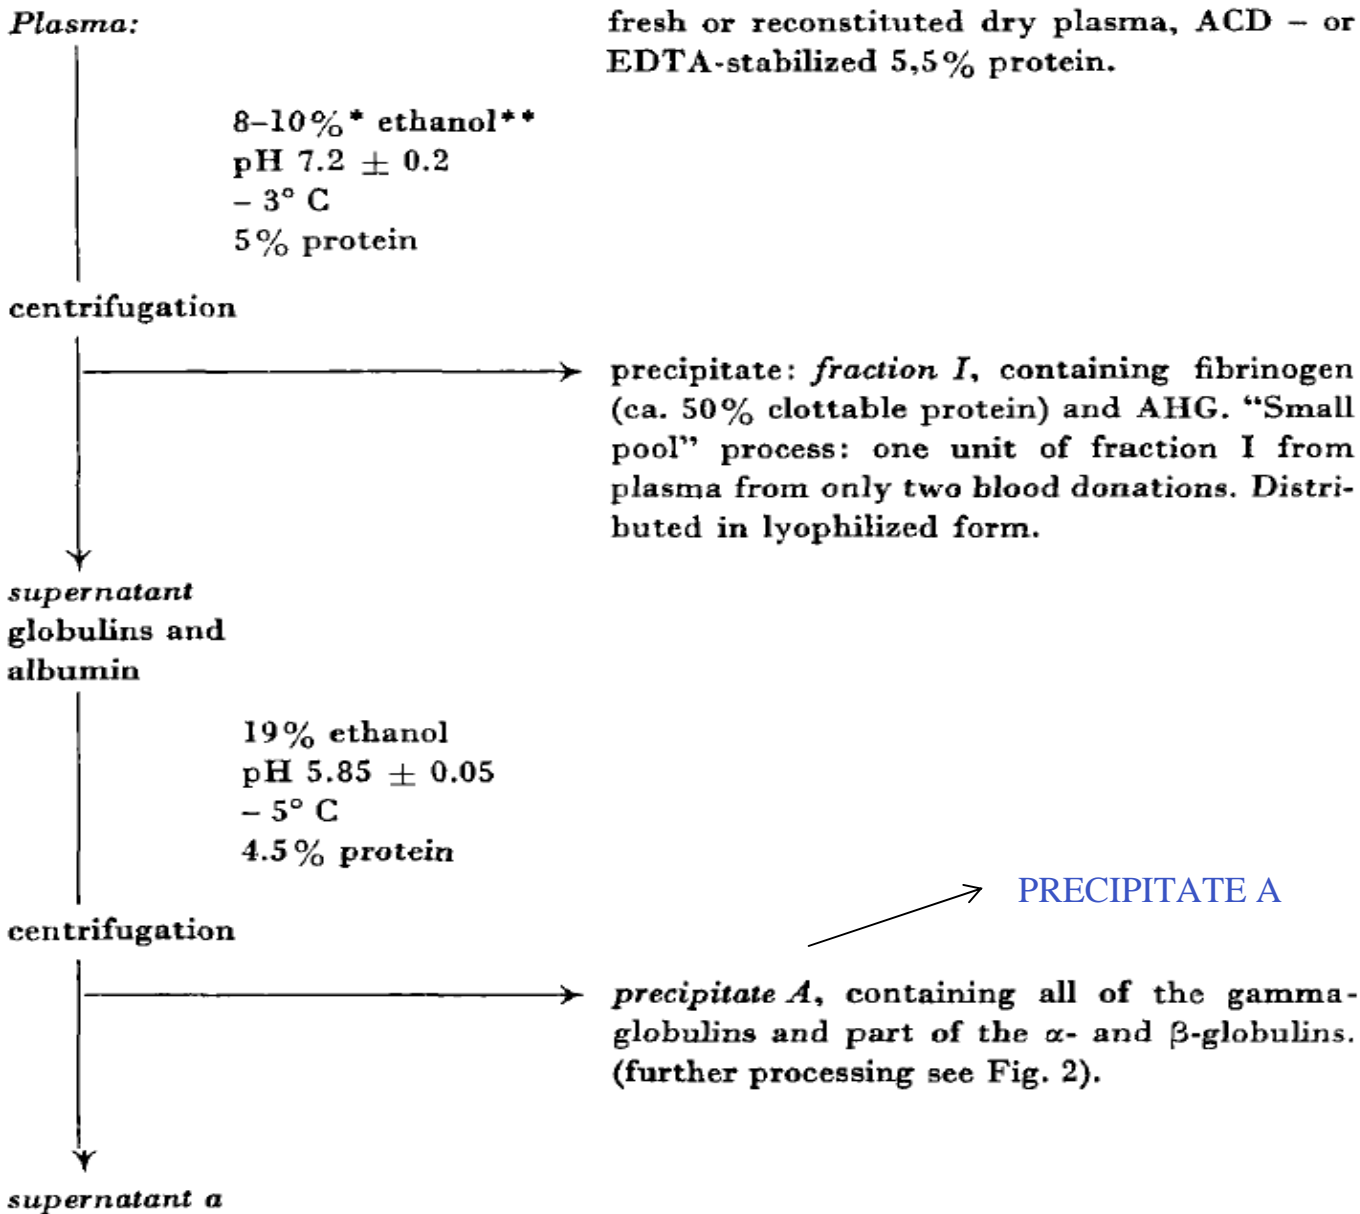 Plasma:
fresh or reconstituted dry plasma, ACD – or
EDTA-stabilized 5,5% protein.
8–10%* ethanol**
pH 7.2 ± 0.2
– 3° C
5% protein
centrifugation
precipitate: fraction I, containing fibrinogen
(ca. 50% clottable protein) and AHG. “Small
pool” process: one unit of fraction I from
plasma from only two blood donations. Distri-
buted in lyophilized form.
supernatant
globulins and
albumin
19% ethanol
pH 5.85 ± 0.05
– 5° C
4.5% protein
PRECIPITATE A
centrifugation
precipitate A, containing all of the gamma-
globulins and part of the α- and β-globulins.
(further processing see Fig. 2).
supernatant a